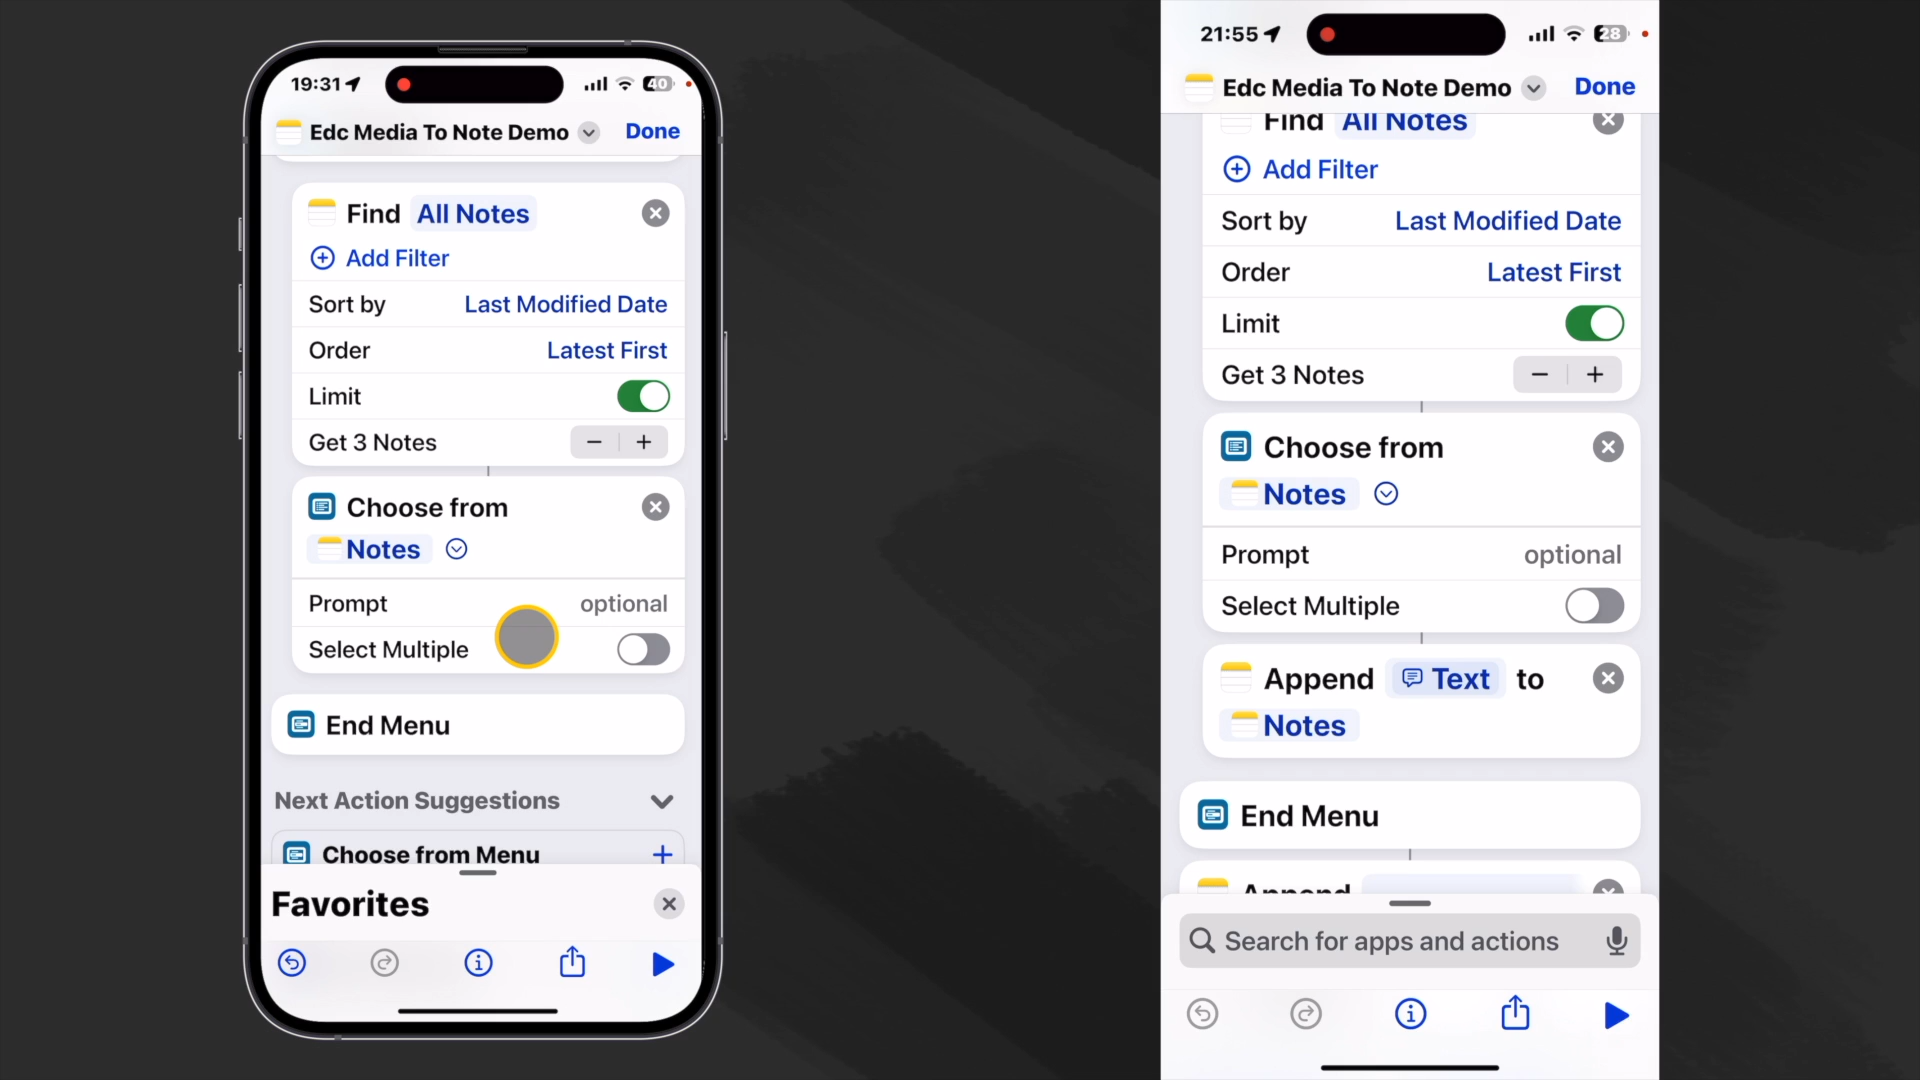 19:31
40
Edc Media To Note Demo
Done
Find All Notes
Add Filter
Sort by Last Modified Date
Order Latest First
Limit
Get 3 Notes
Choose from
Notes
Prompt optional
Select Multiple
End Menu
Next Action Suggestions
Choose from Menu
Favorites
21:55
28
Edc Media To Note Demo
Done
Find All Notes
Add Filter
Sort by Last Modified Date
Order Latest First
Limit
Get 3 Notes
Choose from
Notes
Prompt optional
Select Multiple
Append Text to
Notes
End Menu
Append
Search for apps and actions